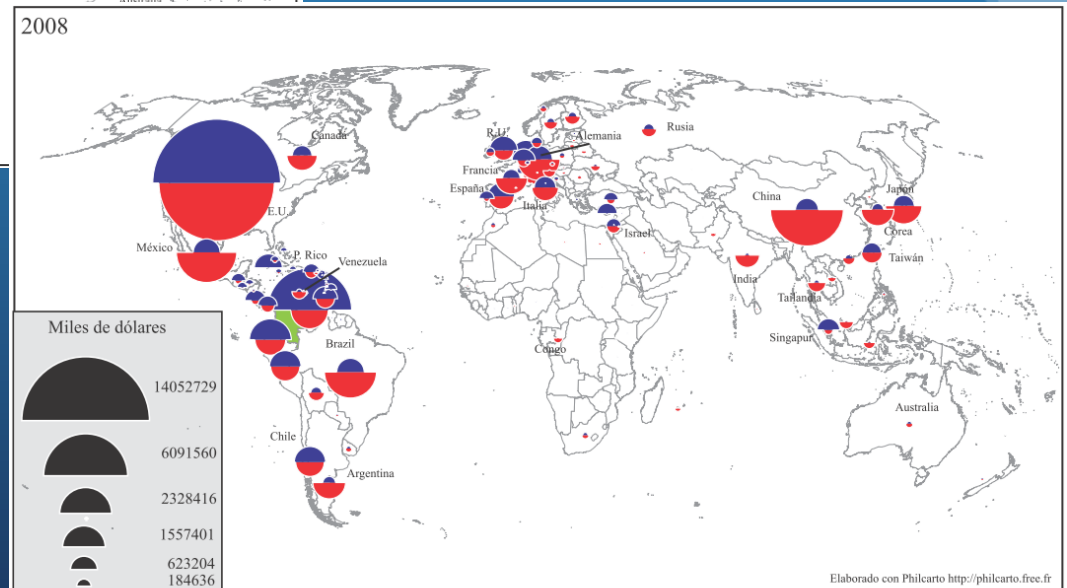 2008
Canada
R.U.
Alemania
Rusia
Francia
España
Italia
China
Japón
E.U.
Corea
México
Israel
P. Rico
Venezuela
Taiwán
India
Tailandia
Miles de dólares
Singapur
Brazil
Congo
14052729
Australia
6091560
Chile
Argentina
2328416
1557401
623204
184636
Elaborado con Philcarto http://philcarto.free.fr